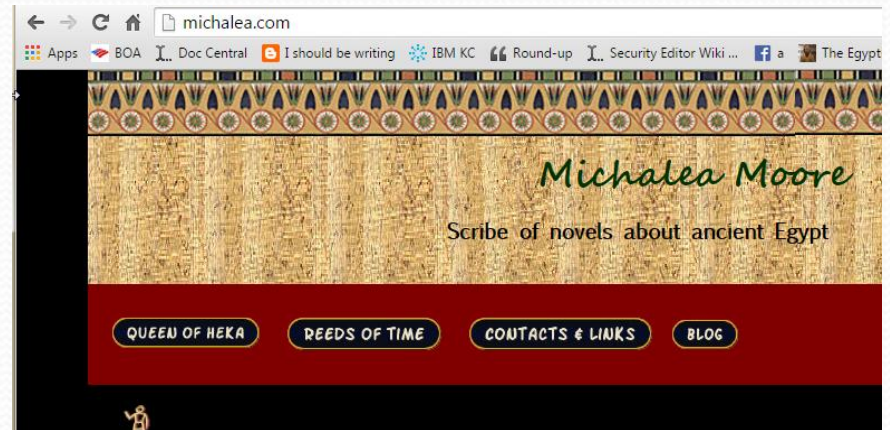 michalea.com
Apps BOA Doc Central I should be writing IBM KC Round-up Security Editor Wiki ... a The Egypt
Michalea Moore
Scribe of novels about ancient Egypt
QUEEN OF HEKA REEDS OF TIME CONTACTS & LINKS BLOG